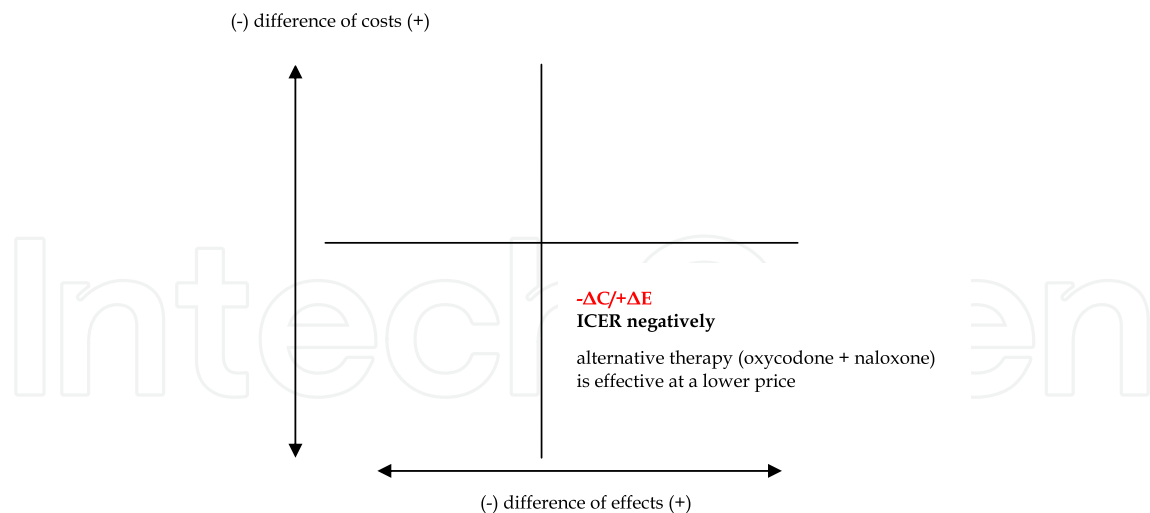 (-) difference of costs (+)
-ΔC/+ΔE
ICER negatively
alternative therapy (oxycodone + naloxone)
is effective at a lower price
(-) difference of effects (+)